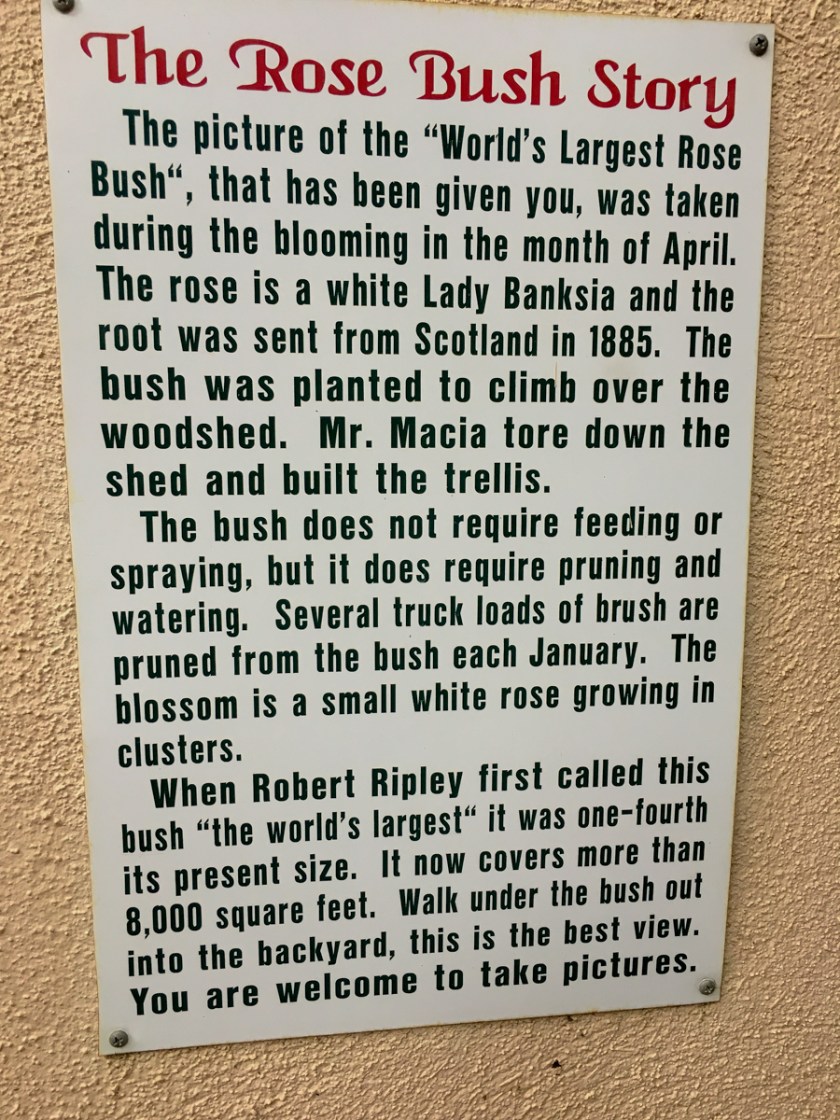 The Rose Bush Story
The picture of the “World’s Largest Rose
Bush“, that has been given you, was taken
during the blooming in the month of April.
The rose is a white Lady Banksia and the
root was sent from Scotland in 1885. The
bush was planted to climb over the
woodshed. Mr. Macia tore down the
shed and built the trellis.
The bush does not require feeding or
spraying, but it does require pruning and
watering. Several truck loads of brush are
pruned from the bush each January. The
blossom is a small white rose growing in
clusters.
When Robert Ripley first called this
bush “the world’s largest“ it was one-fourth
its present size. It now covers more than
8,000 square feet. Walk under the bush out
into the backyard, this is the best view.
You are welcome to take pictures.